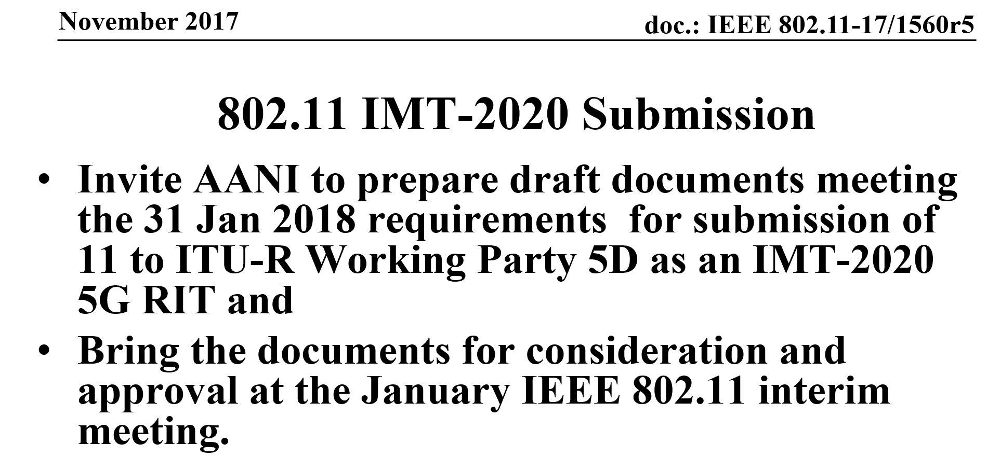 November 2017
doc.: IEEE 802.11-17/1560r5
802.11 IMT-2020 Submission
• Invite AANI to prepare draft documents meeting
the 31 Jan 2018 requirements  for submission of
11 to ITU-R Working Party 5D as an IMT-2020
5G RIT and
• Bring the documents for consideration and
approval at the January IEEE 802.11 interim
meeting.